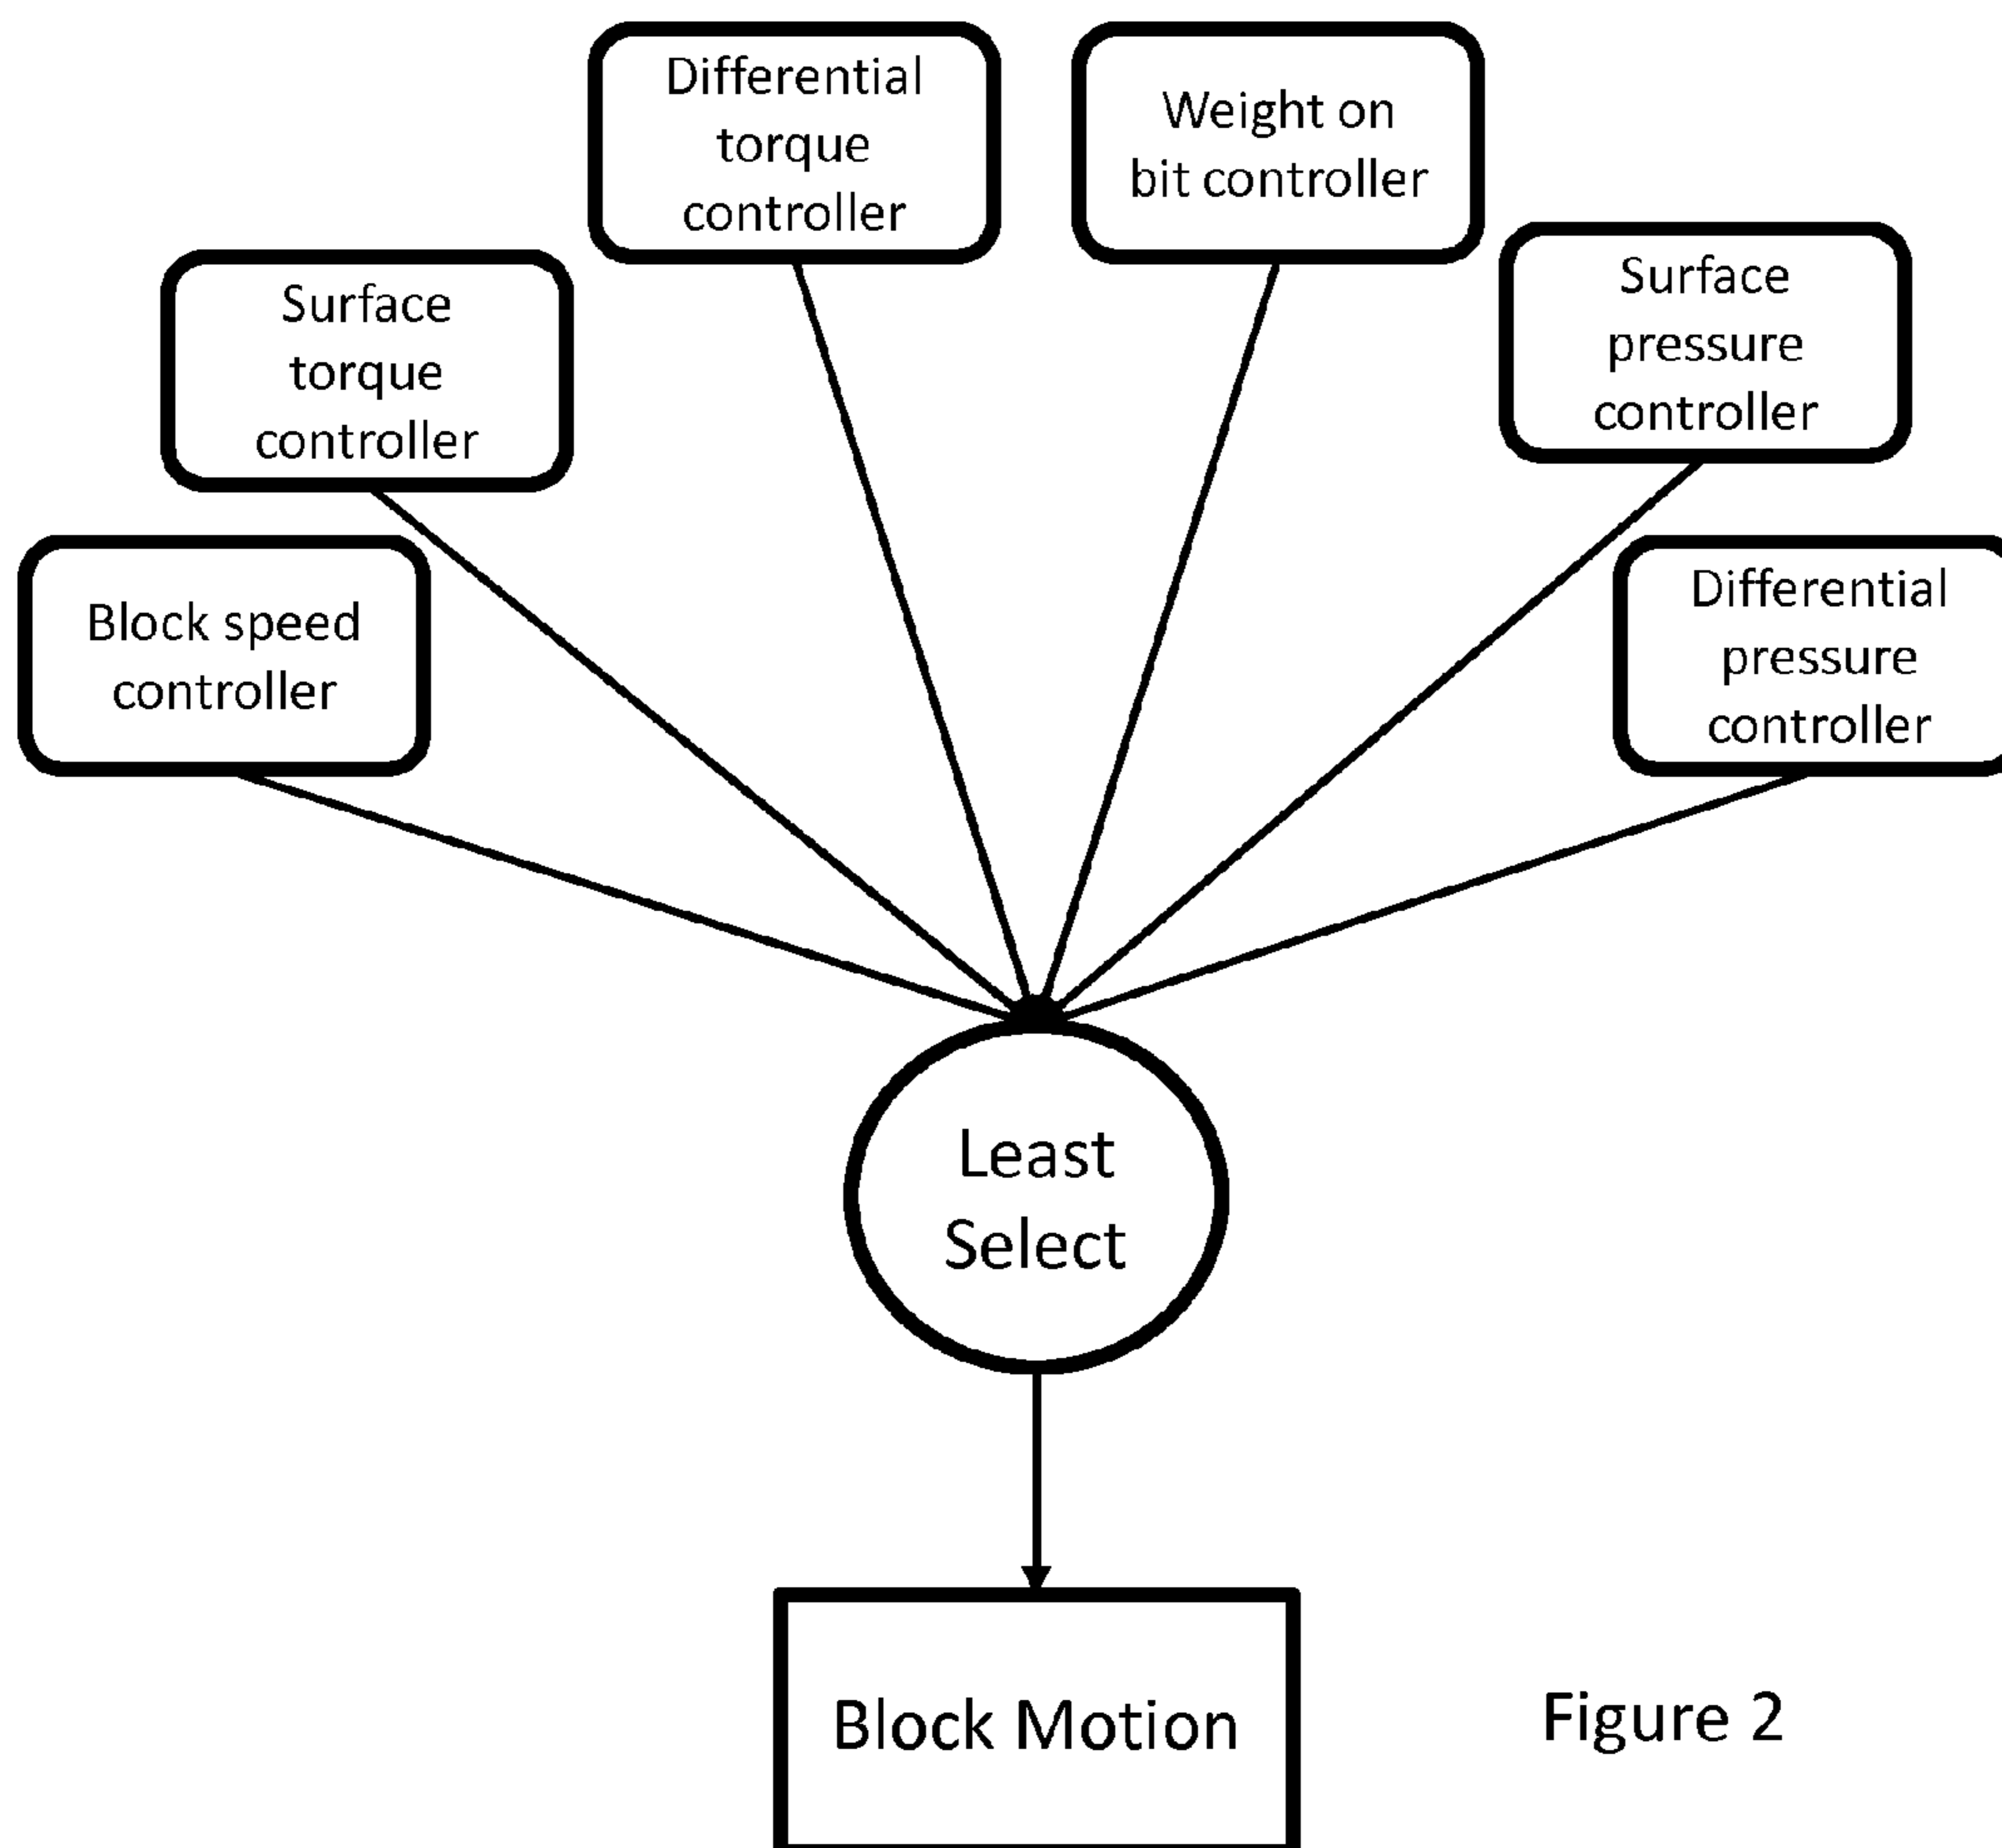 Differential
torque
controller
Weight on
bit controller
Surface
torque
controller
Surface
pressure
controller
Block speed
controller
Differential
pressure
controller
Least
Select
Block Motion
Figure 2